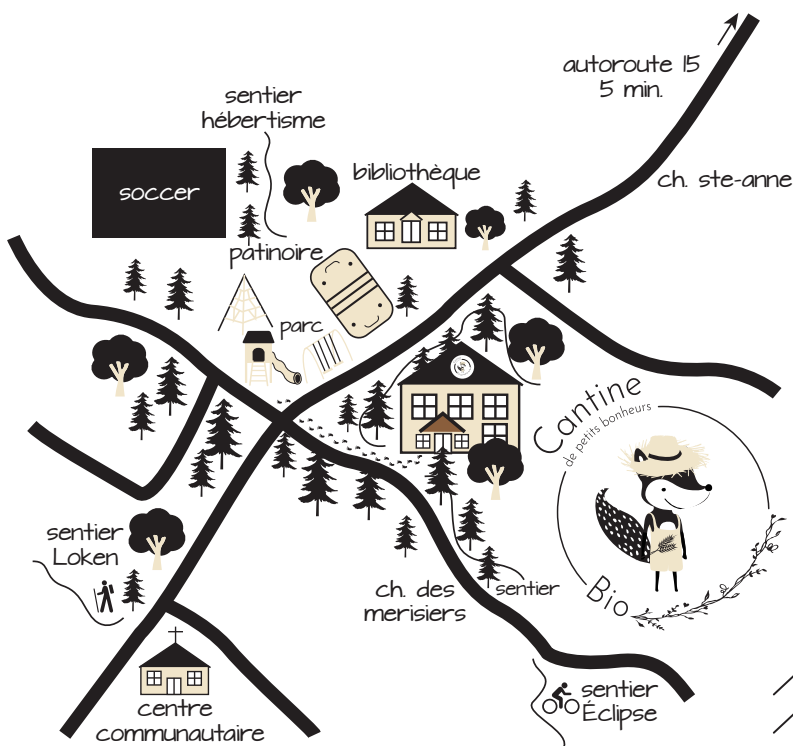 autoroute 15
5 min.
sentier
hébertisme
soccer
bibliothèque
ch. ste-anne
patinoire
parc
Cantine
de petits bonheurs
Bio
sentier
Loken
ch. des
merisiers
sentier
centre
communautaire
sentier
Éclipse